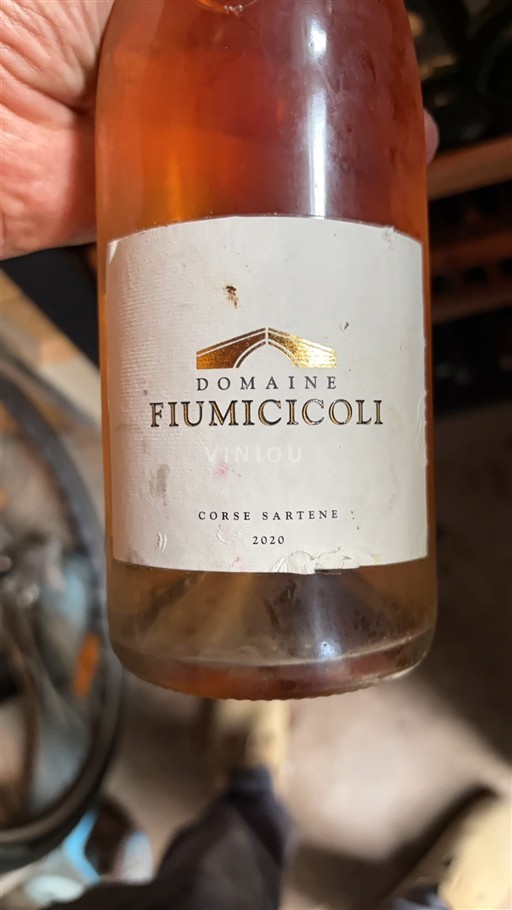 DOMAINE
FIUMICICOLI
VINIOU
CORSE SARTENE
2020